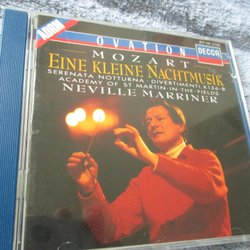 OVATION
DECCA
MOZART
EINE KLEINE NACHTMUSIK
SERENATA NOTTURNA · DIVERTIMENTI, K136-8
ACADEMY OF ST MARTIN-IN-THE-FIELDS
NEVILLE MARRINER